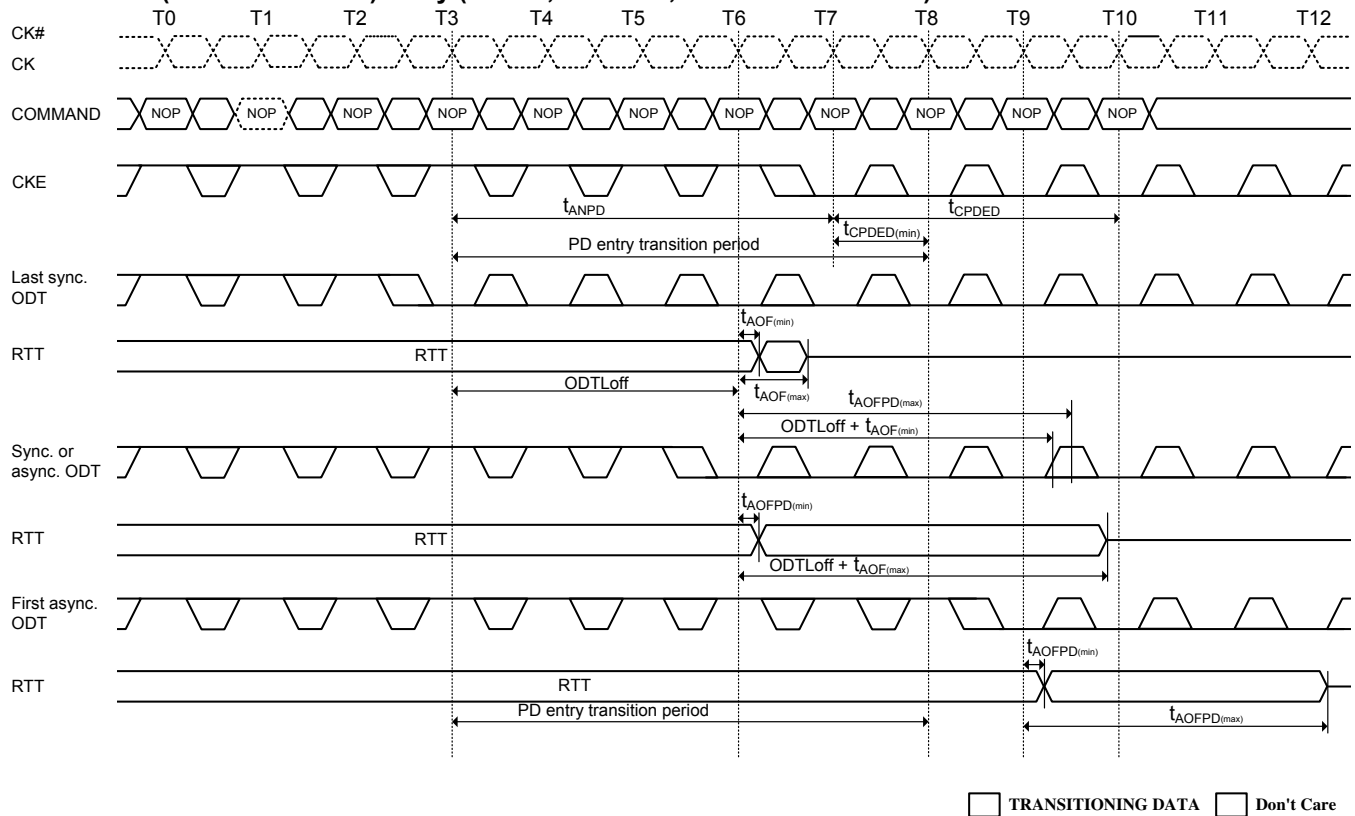 T0 T1 T2 T3 T4 T5 T6 T7 T8 T9 T10 T11 T12
CK#
CK
COMMAND NOP NOP NOP NOP NOP NOP NOP NOP NOP NOP NOP
CKE
tANPD tCPDED
tCPDED(min)
PD entry transition period
Last sync.
ODT
tAOF(min)
RTT RTT
ODTLoff tAOF(max)
tAOFPD(max)
ODTLoff + tAOF(min)
Sync. or
async. ODT
tAOFPD(min)
RTT RTT
ODTLoff + tAOF(max)
First async.
ODT
tAOFPD(min)
RTT RTT
PD entry transition period tAOFPD(max)
TRANSITIONING DATA Don't Care